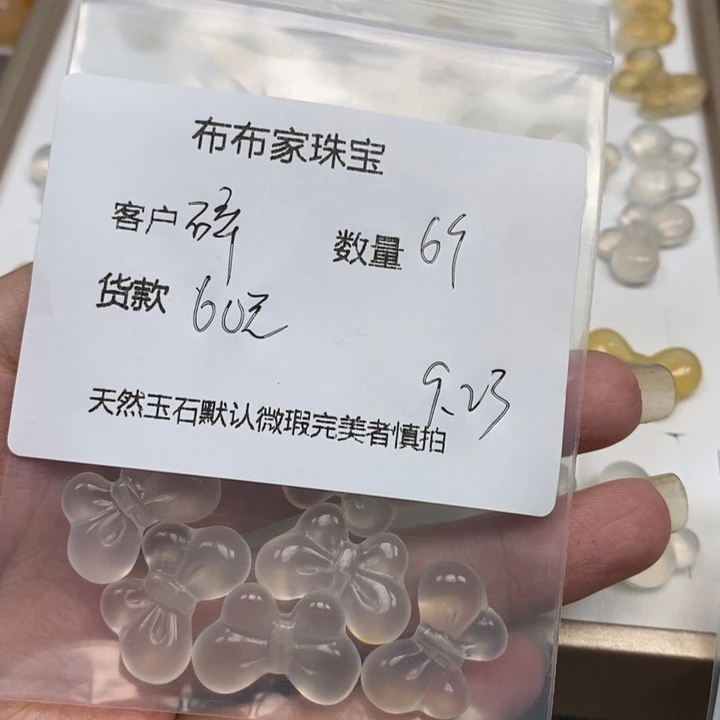 布布家珠宝
客户 碎 数量 6个
货款 60元
9.23
天然玉石默认微瑕完美者慎拍